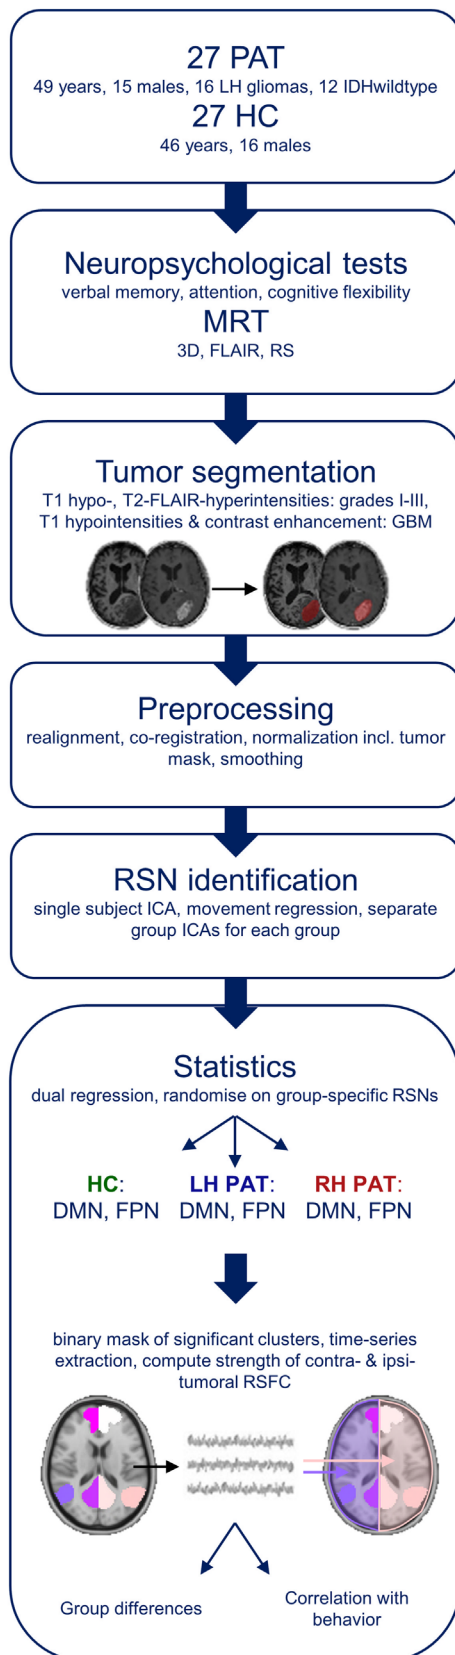 27 PAT
49 years, 15 males, 16 LH gliomas, 12 IDHwildtype
27 HC
46 years, 16 males
Neuropsychological tests
verbal memory, attention, cognitive flexibility
MRT
3D, FLAIR, RS
Tumor segmentation
T1 hypo-, T2-FLAIR-hyperintensities: grades I-III,
T1 hypointensities & contrast enhancement: GBM
Preprocessing
realignment, co-registration, normalization incl. tumor
mask, smoothing
RSN identification
single subject ICA, movement regression, separate
group ICAs for each group
Statistics
dual regression, randomise on group-specific RSNs
HC: LH PAT: RH PAT:
DMN, FPN DMN, FPN DMN, FPN
binary mask of significant clusters, time-series
extraction, compute strength of contra- & ipsi-
tumoral RSFC
Group differences
Correlation with
behavior